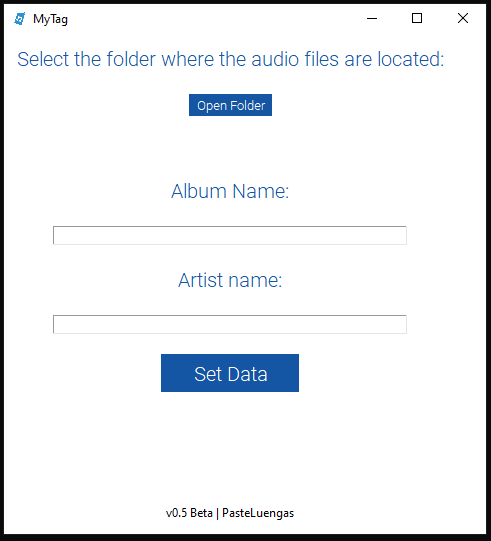 MyTag
Select the folder where the audio files are located:
Open Folder
Album Name:
Artist name:
Set Data
v0.5 Beta | PasteLuengas